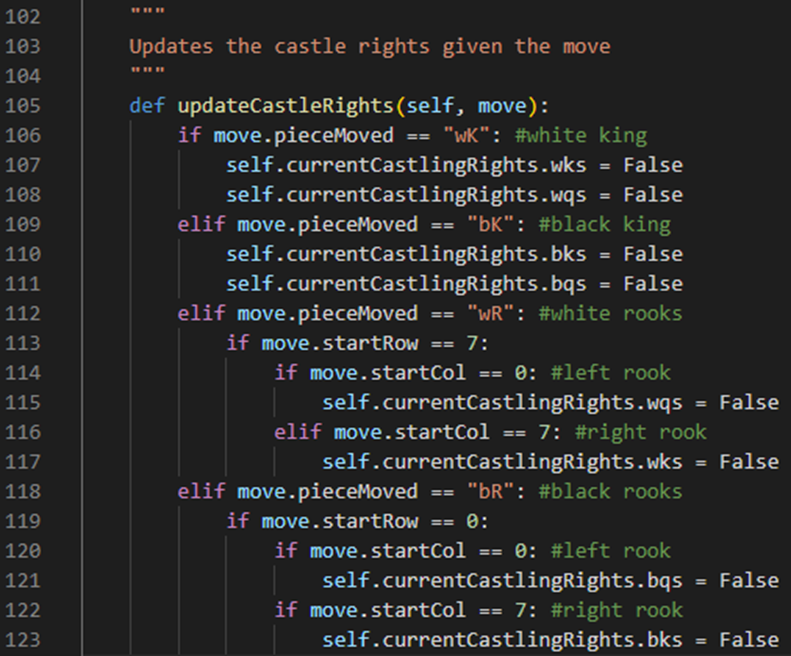 102 """
103 Updates the castle rights given the move
104 """
105 def updateCastleRights(self, move):
106     if move.pieceMoved == "wK": #white king
107         self.currentCastlingRights.wks = False
108         self.currentCastlingRights.wqs = False
109     elif move.pieceMoved == "bK": #black king
110         self.currentCastlingRights.bks = False
111         self.currentCastlingRights.bqs = False
112     elif move.pieceMoved == "wR": #white rooks
113         if move.startRow == 7:
114             if move.startCol == 0: #left rook
115                 self.currentCastlingRights.wqs = False
116             elif move.startCol == 7: #right rook
117                 self.currentCastlingRights.wks = False
118     elif move.pieceMoved == "bR": #black rooks
119         if move.startRow == 0:
120             if move.startCol == 0: #left rook
121                 self.currentCastlingRights.bqs = False
122             if move.startCol == 7: #right rook
123                 self.currentCastlingRights.bks = False